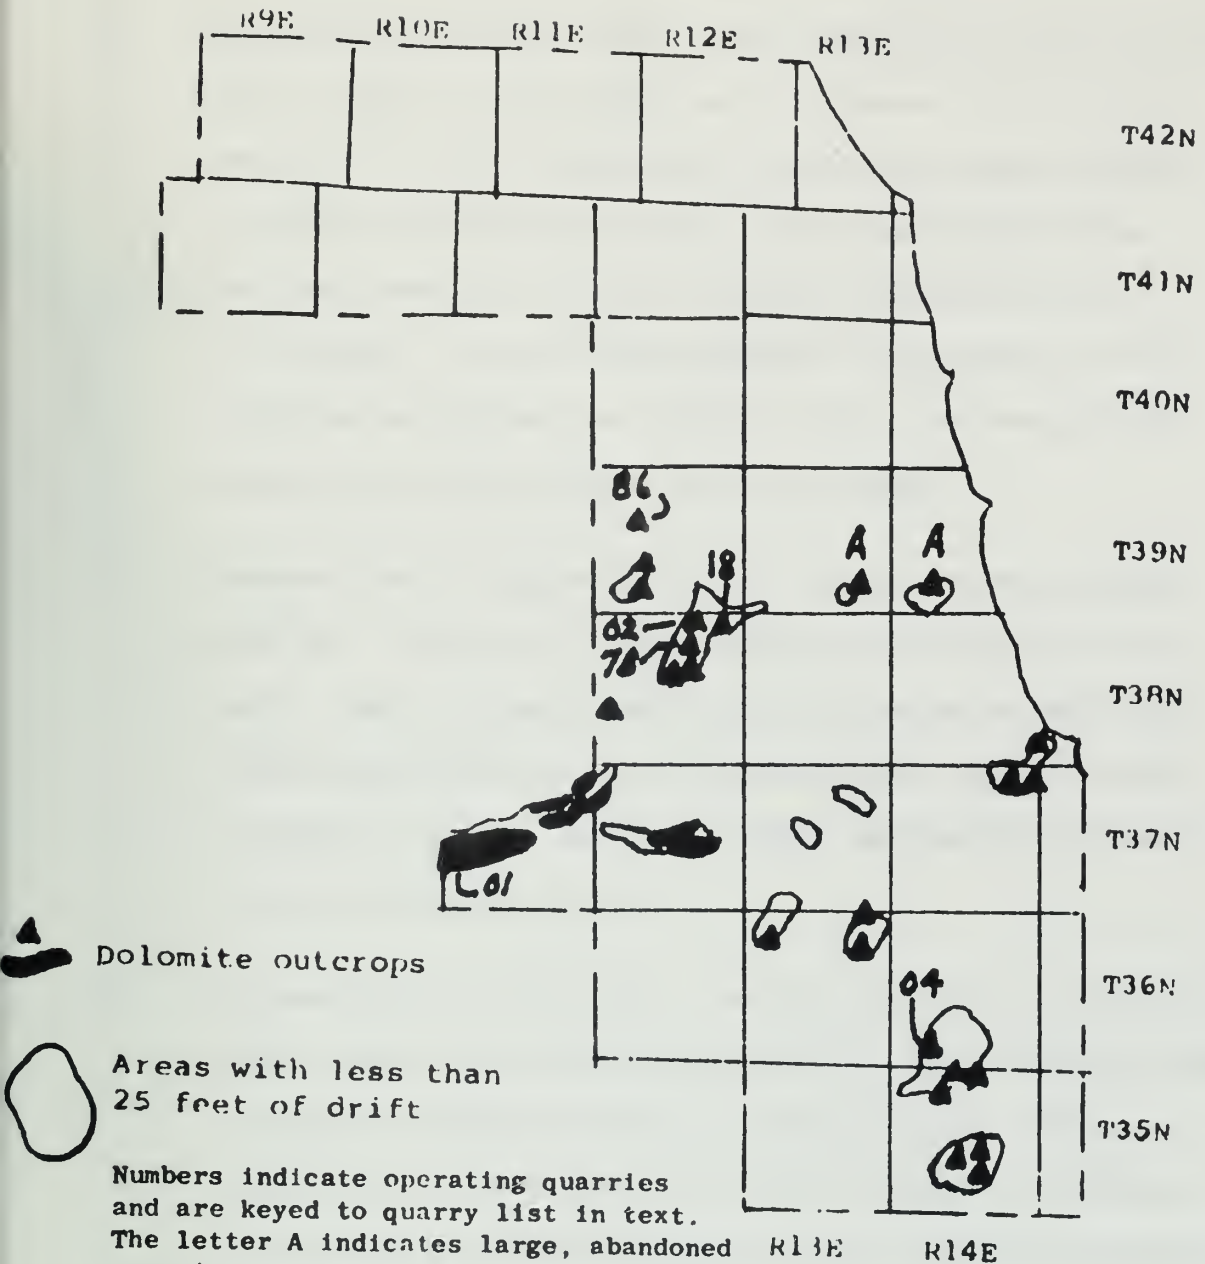 R9E R10E R11E R12E R13E
T42N
T41N
T40N
86
A A
T39N
18
02
7
T38N
T37N
01
Dolomite outcrops
04
T36N
Areas with less than
25 feet of drift
T35N
Numbers indicate operating quarries
and are keyed to quarry list in text.
The letter A indicates large, abandoned
R13E R14E